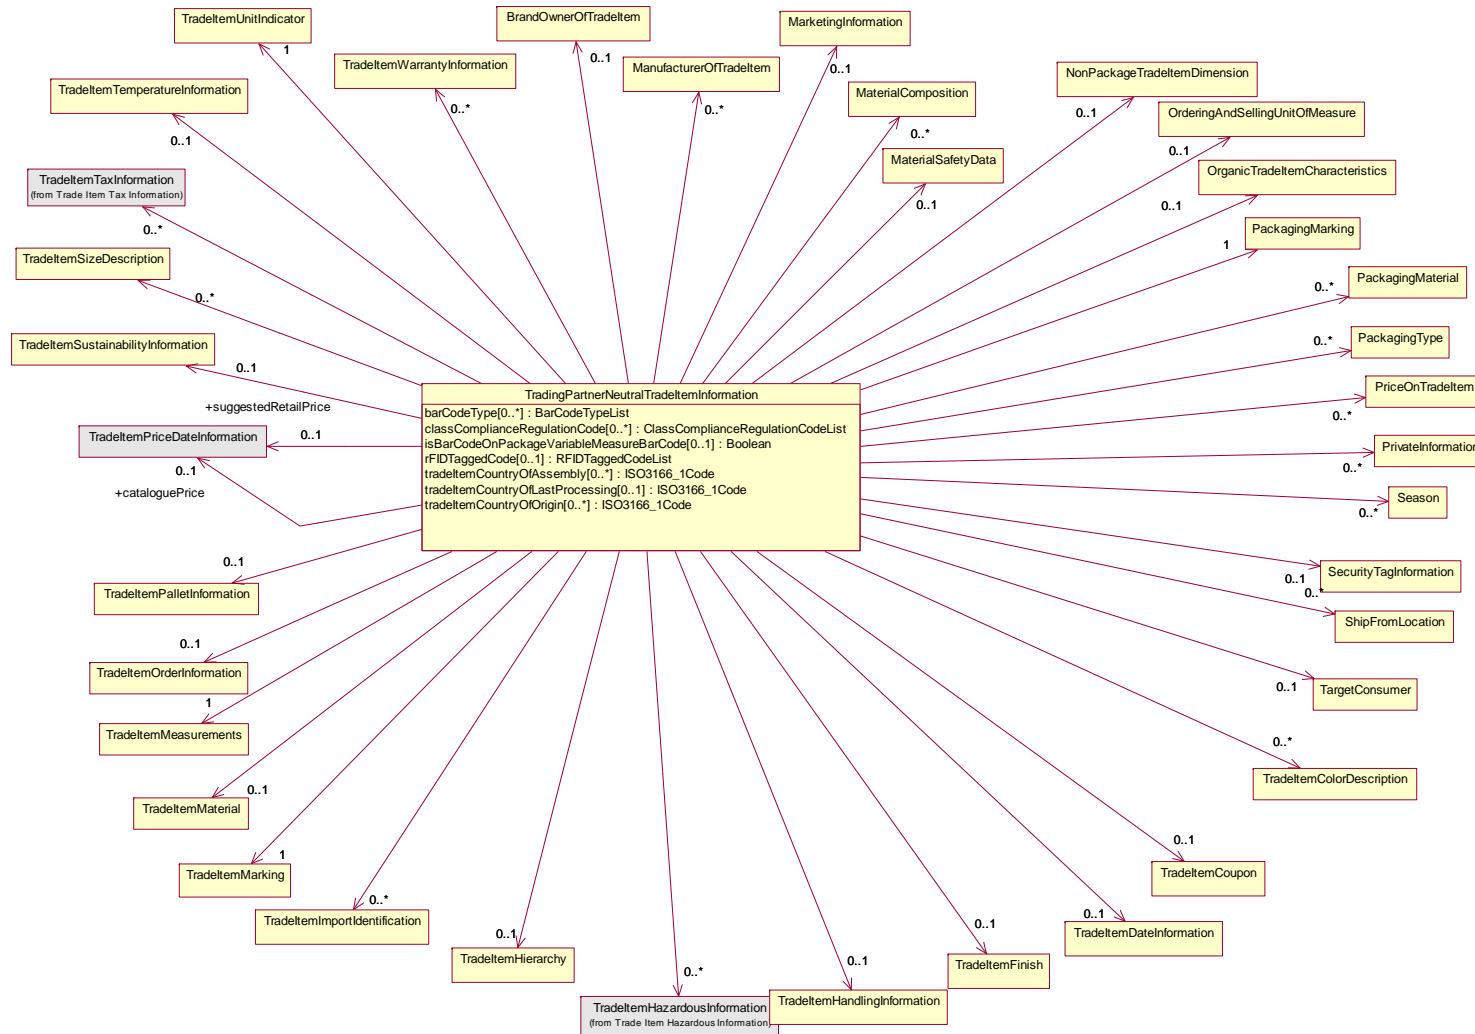 BrandOwnerOfTradeItem
0..1
TradeItemUnitIndicator
1
MarketingInformation
0..1
TradeItemWarrantyInformation
0..*
ManufacturerOfTradeItem
0..*
NonPackageTradeItemDimension
0..1
TradeItemTemperatureInformation
0..1
MaterialComposition
0..*
OrderingAndSellingUnitOfMeasure
0..1
MaterialSafetyData
0..1
TradeItemTaxInformation
(from Trade Item Tax Information)
0..*
OrganicTradeItemCharacteristics
0..1
PackagingMarking
1
TradeItemSizeDescription
0..*
PackagingMaterial
0..*
TradeItemSustainabilityInformation
0..1
PackagingType
0..*
PriceOnTradeItem
0..*
TradingPartnerNeutralTradeItemInformation
barCodeType[0..*] : BarCodeTypeList
classComplianceRegulationCode[0..*] : ClassComplianceRegulationCodeList
isBarCodeOnPackageVariableMeasureBarCode[0..1] : Boolean
rFIDTaggedCode[0..1] : RFIDTaggedCodeList
tradeItemCountryOfAssembly[0..*] : ISO3166_1Code
tradeItemCountryOfLastProcessing[0..1] : ISO3166_1Code
tradeItemCountryOfOrigin[0..*] : ISO3166_1Code
+suggestedRetailPrice
TradeItemPriceDateInformation
0..1
0..1
+cataloguePrice
PrivateInformation
0..*
Season
0..*
SecurityTagInformation
0..1
0..*
ShipFromLocation
0..1
TradeItemPalletInformation
0..1
TradeItemOrderInformation
TargetConsumer
0..1
1
TradeItemMeasurements
0..*
TradeItemColorDescription
0..1
TradeItemMaterial
1
TradeItemMarking
0..1
TradeItemCoupon
0..*
TradeItemImportIdentification
0..1
TradeItemDateInformation
0..1
TradeItemHierarchy
0..1
TradeItemFinish
0..1
TradeItemHandlingInformation
0..*
TradeItemHazardousInformation
(from Trade Item Hazardous Information)